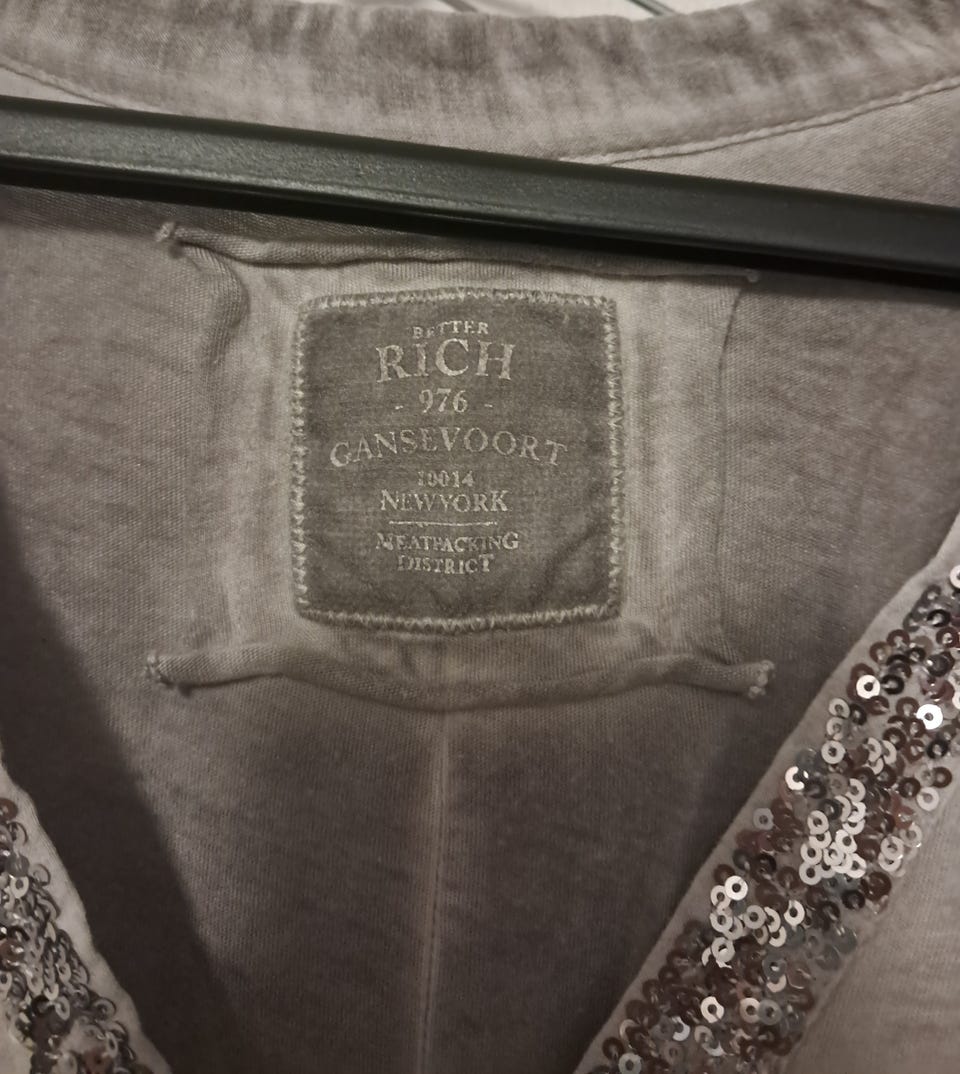 BETTER
RICH
- 976 -
GANSEVOORT
10014
NEWYORK
MEATPACKING
DISTRICT